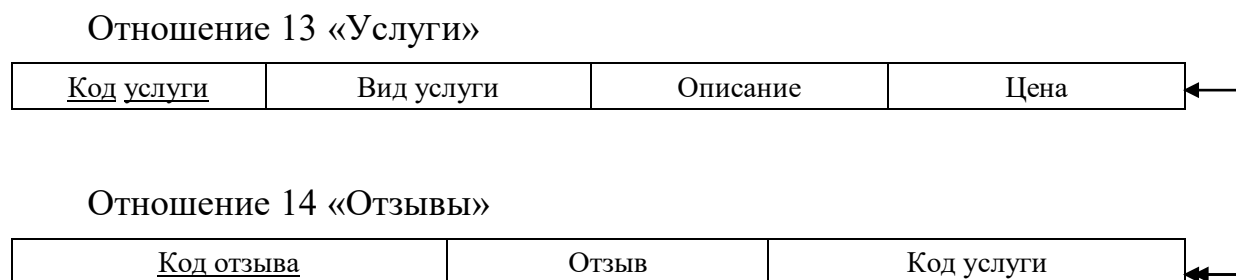 Отношение 13 «Услуги»
Код услуги Вид услуги Описание Цена
Отношение 14 «Отзывы»
Код отзыва Отзыв Код услуги